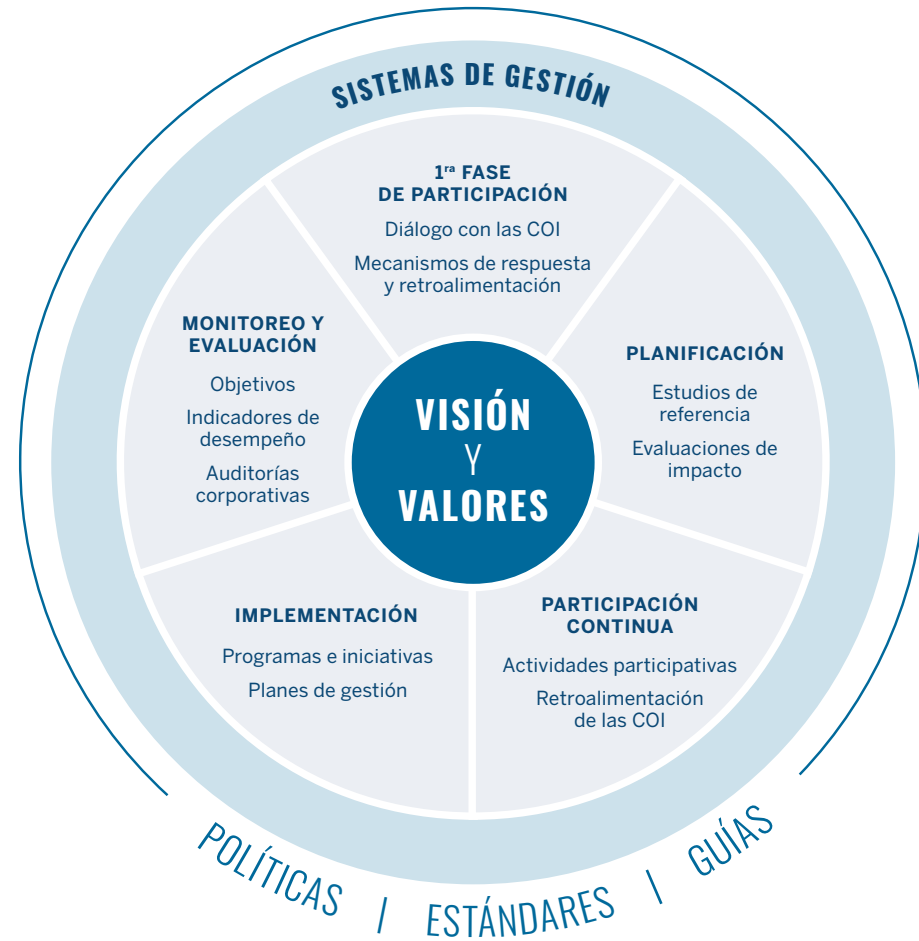 SISTEMAS DE GESTIÓN
1ra FASE
DE PARTICIPACIÓN
Diálogo con las COI
Mecanismos de respuesta
y retroalimentación
PLANIFICACIÓN
Estudios de
referencia
Evaluaciones de
impacto
PARTICIPACIÓN
CONTINUA
Actividades participativas
Retroalimentación
de las COI
IMPLEMENTACIÓN
Programas e iniciativas
Planes de gestión
MONITOREO Y
EVALUACIÓN
Objetivos
Indicadores de
desempeño
Auditorías
corporativas
VISIÓN
Y
VALORES
POLÍTICAS | ESTÁNDARES | GUÍAS